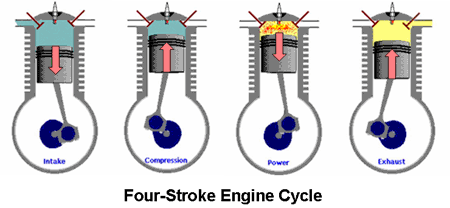 Intake
Compression
Power
Exhaust
Four-Stroke Engine Cycle